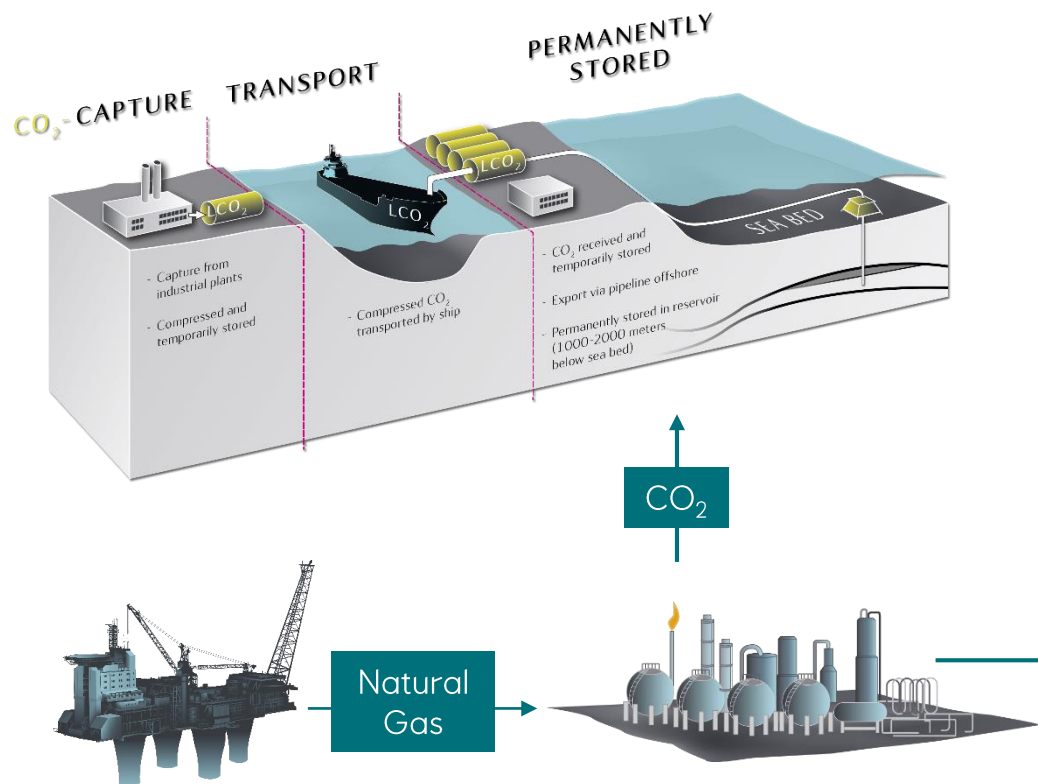 CO₂-CAPTURE
TRANSPORT
PERMANENTLY
STORED
LCO₂
LCO₂
LCO₂
SEA BED
- Capture from
industrial plants
- Compressed and
temporarily stored
- Compressed CO₂
transported by ship
- CO₂ received and
temporarily stored
- Export via pipeline offshore
- Permanently stored in reservoir
(1000-2000 meters
below sea bed)
CO₂
Natural
Gas